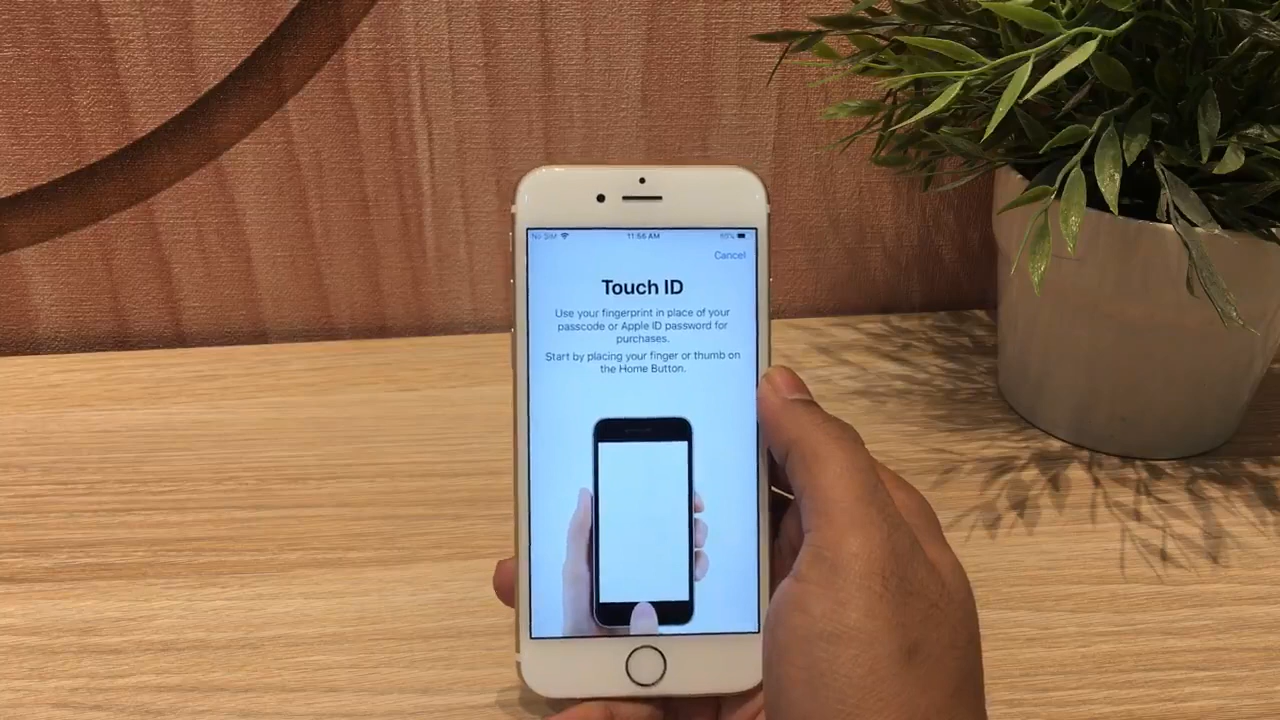 No SIM 11:56 AM 65%
Cancel
Touch ID
Use your fingerprint in place of your
passcode or Apple ID password for
purchases.
Start by placing your finger or thumb on
the Home Button.